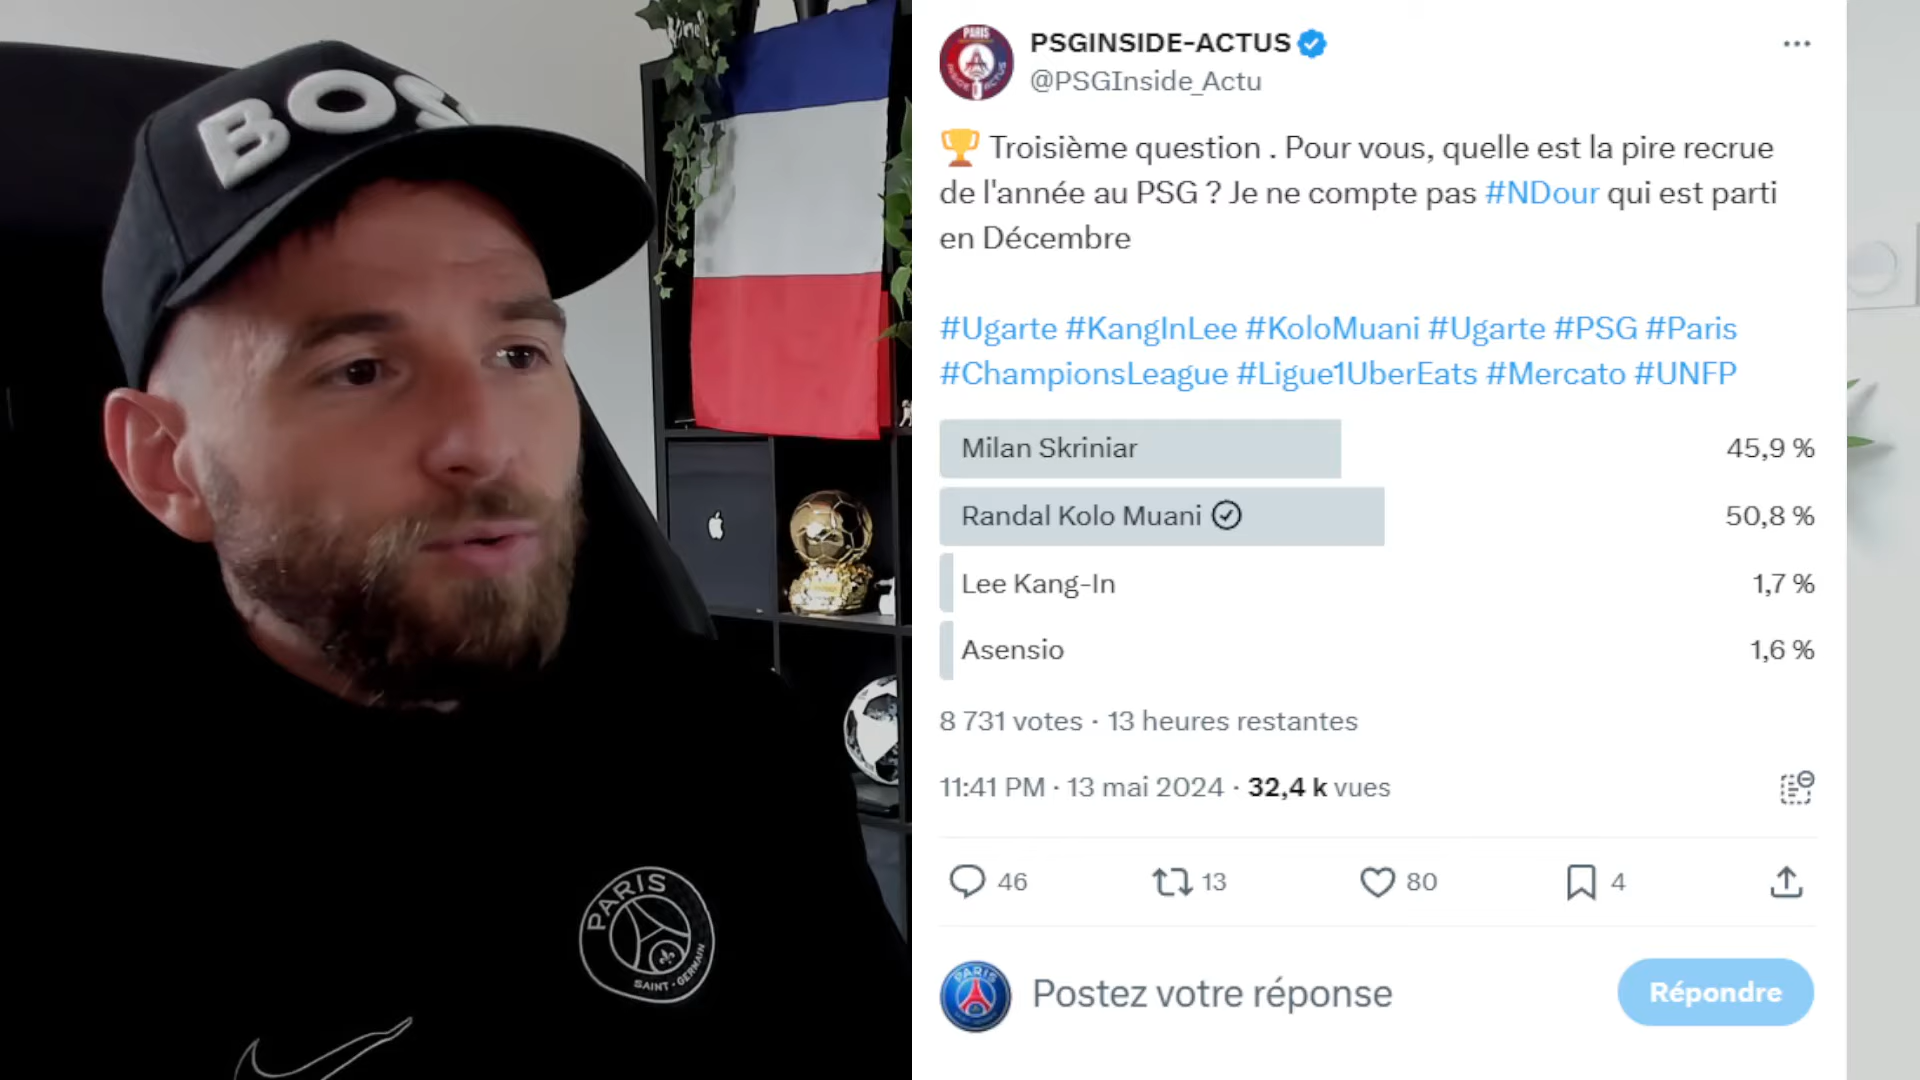 BOS
PARIS
SAINT-GERMAIN
PSGINSIDE-ACTUS
@PSGInside_Actu
Troisième question . Pour vous, quelle est la pire recrue
de l'année au PSG ? Je ne compte pas #NDour qui est parti
en Décembre
#Ugarte #KangInLee #KoloMuani #Ugarte #PSG #Paris
#ChampionsLeague #Ligue1UberEats #Mercato #UNFP
Milan Skriniar 45,9 %
Randal Kolo Muani 50,8 %
Lee Kang-In 1,7 %
Asensio 1,6 %
8 731 votes · 13 heures restantes
11:41 PM · 13 mai 2024 · 32,4 k vues
46 13 80 4
Postez votre réponse
Répondre